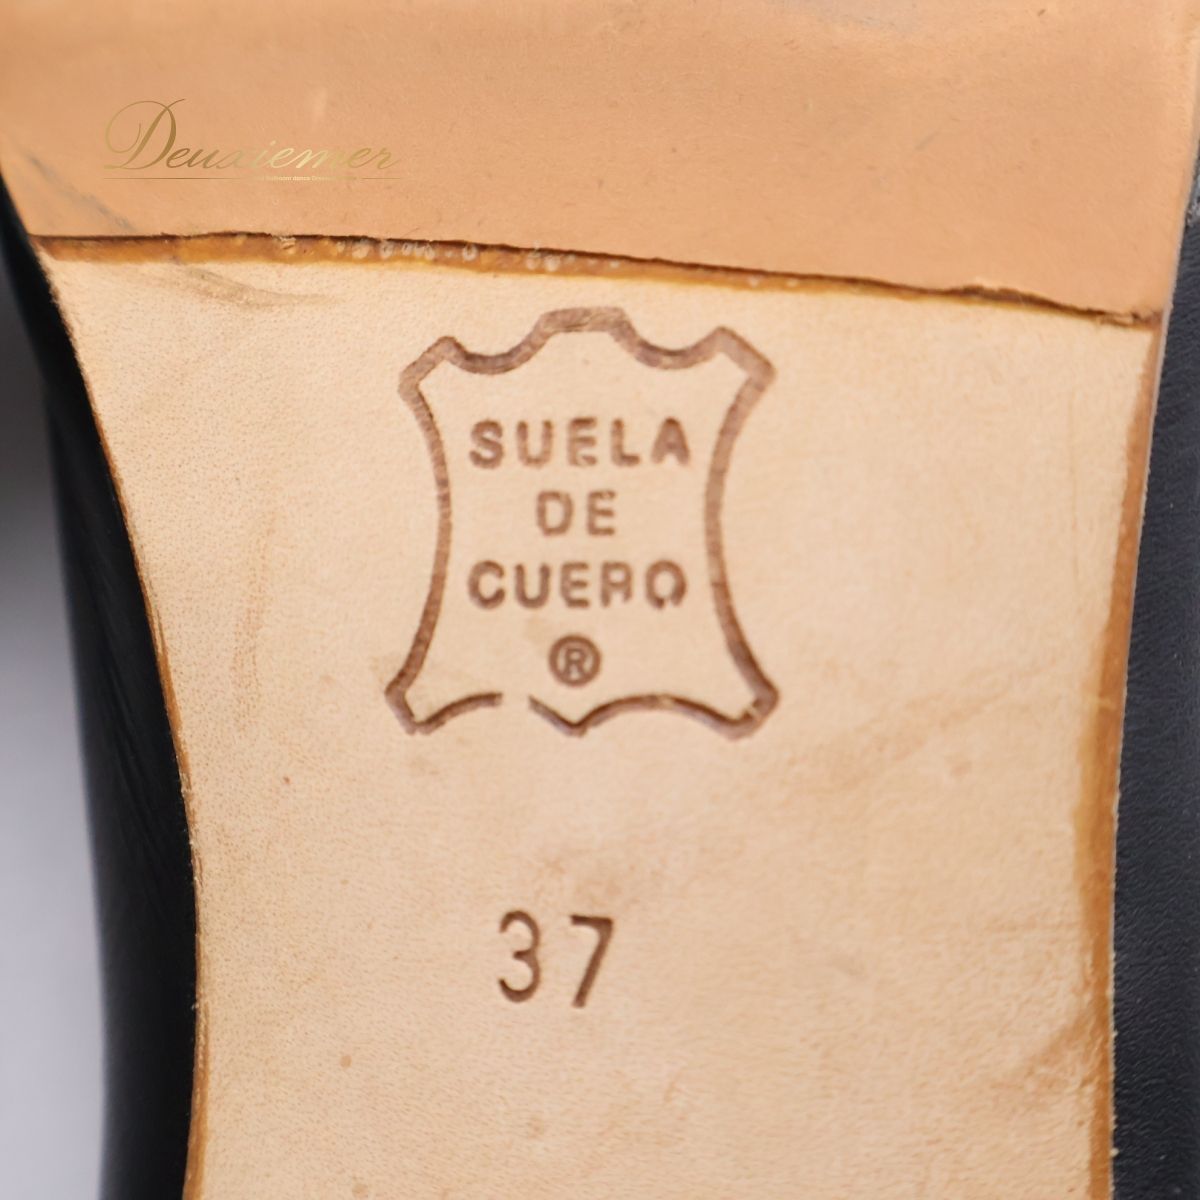 Deuxiemer
SUELA
DE
CUERO
®
37